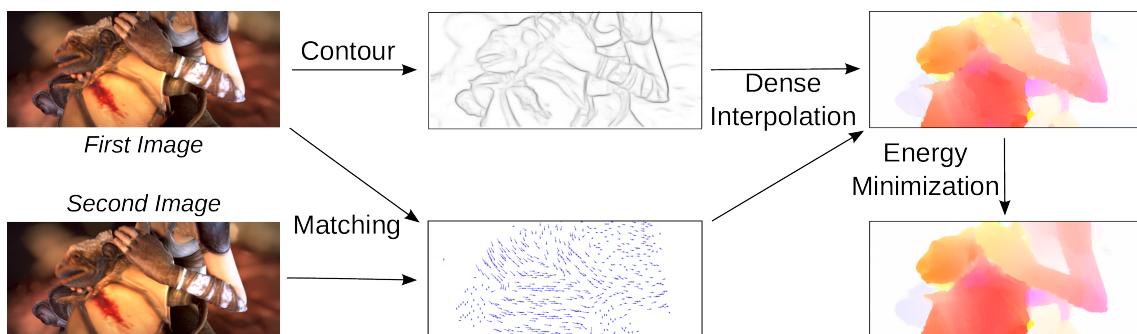 Contour
Dense
Interpolation
First Image
Energy
Minimization
Second Image
Matching